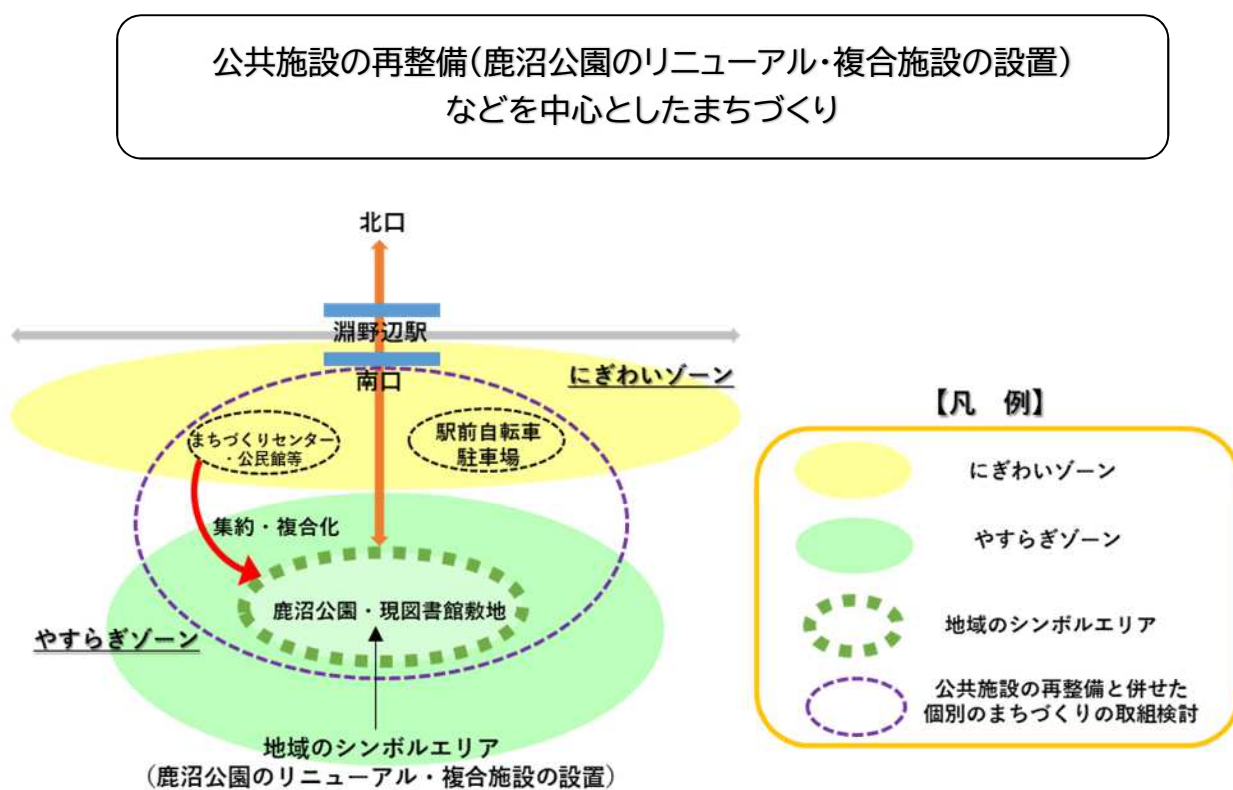 公共施設の再整備(鹿沼公園のリニューアル・複合施設の設置)
などを中心としたまちづくり
北口
淵野辺駅
南口
にぎわいゾーン
まちづくりセンター
・公民館等
駅前自転車
駐車場
集約・複合化
鹿沼公園・現図書館敷地
やすらぎゾーン
地域のシンボルエリア
(鹿沼公園のリニューアル・複合施設の設置)
【凡　例】
にぎわいゾーン
やすらぎゾーン
地域のシンボルエリア
公共施設の再整備と併せた
個別のまちづくりの取組検討